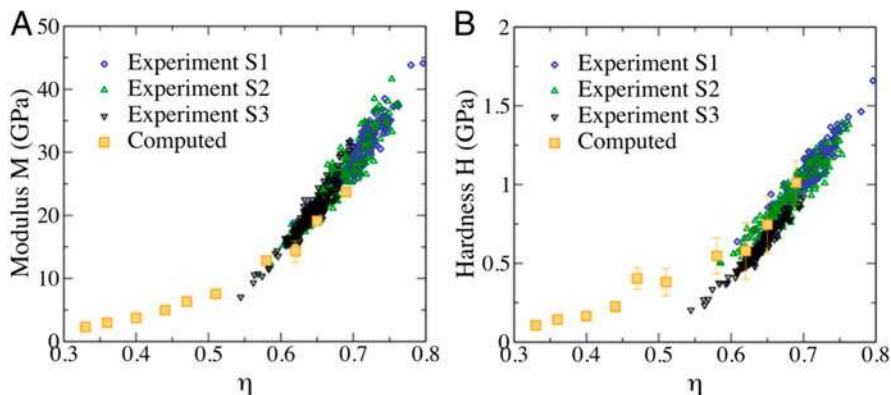 A
Modulus M (GPa)
50
40
30
20
10
0
0.3 0.4 0.5 0.6 0.7 0.8
η
Experiment S1
Experiment S2
Experiment S3
Computed
B
Hardness H (GPa)
2
1.5
1
0.5
0
0.3 0.4 0.5 0.6 0.7 0.8
η
Experiment S1
Experiment S2
Experiment S3
Computed